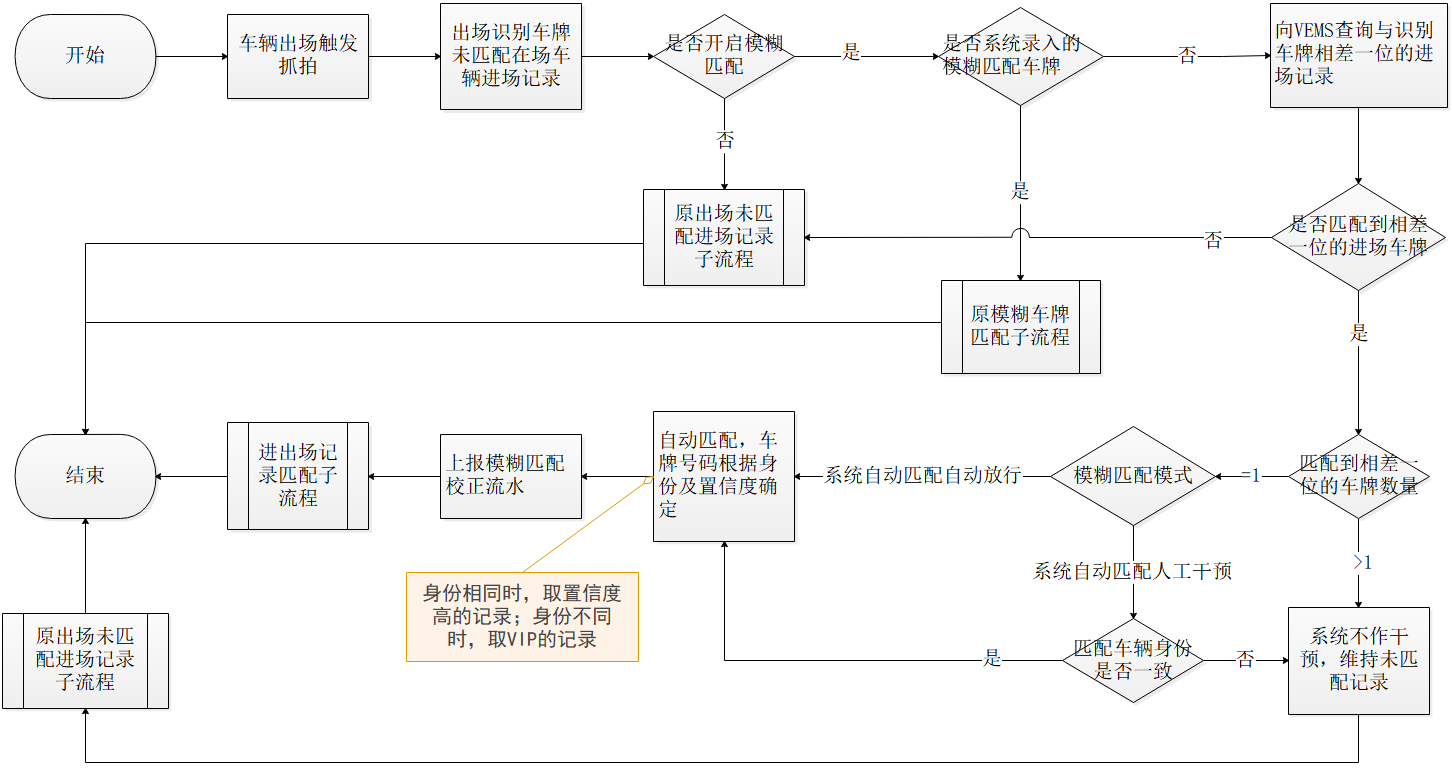 开始
车辆出场触发
抓拍
出场识别车牌
未匹配在场车
辆进场记录
是否开启模糊
匹配
是
是否系统录入的
模糊匹配车牌
否
向VEMS查询与识别
车牌相差一位的进
场记录
否
是
原出场未匹
配进场记录
子流程
否
是否匹配到相差
一位的进场车牌
原模糊车牌
匹配子流程
是
结束
进出场记
录匹配子
流程
上报模糊匹配
校正流水
自动匹配，车
牌号码根据身
份及置信度确
定
系统自动匹配自动放行
模糊匹配模式
=1
匹配到相差一
位的车牌数量
>1
系统自动匹配人工干预
身份相同时，取置信度
高的记录；身份不同
时，取VIP的记录
原出场未匹
配进场记录
子流程
是
匹配车辆身份
是否一致
否
系统不作干
预，维持未匹
配记录